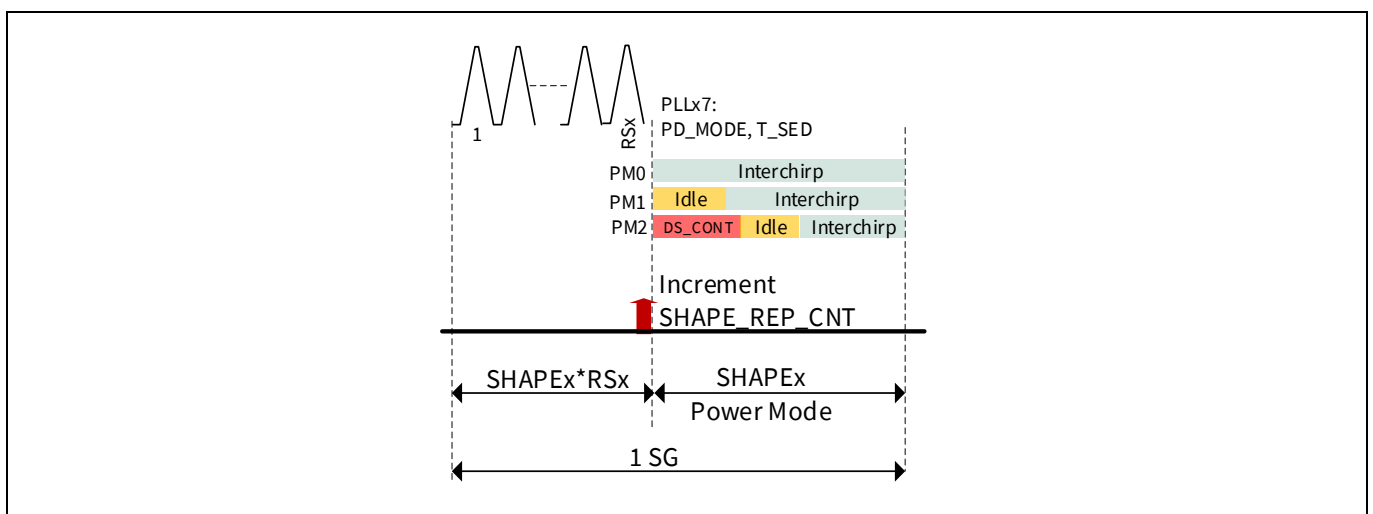 1
RSx
PLLx7:
PD_MODE, T_SED
PM0
Interchirp
PM1
Idle
Interchirp
PM2
DS_CONT
Idle
Interchirp
Increment
SHAPE_REP_CNT
SHAPEx*RSx
SHAPEx
Power Mode
1 SG